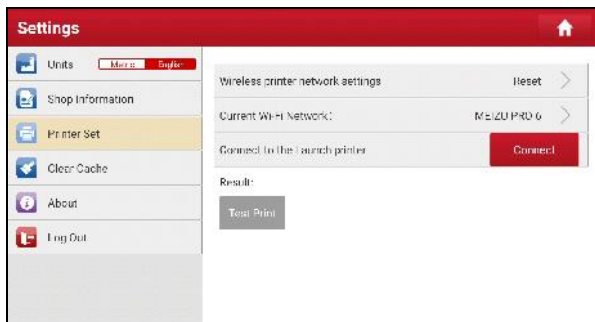 Settings
Units Metric English
Shop Information
Printer Set
Clear Cache
About
Log Out
Wireless printer network settings Reset
Current Wi-Fi Network: MEIZU PRO 6
Connect to the Launch printer Connect
Result:
Test Print